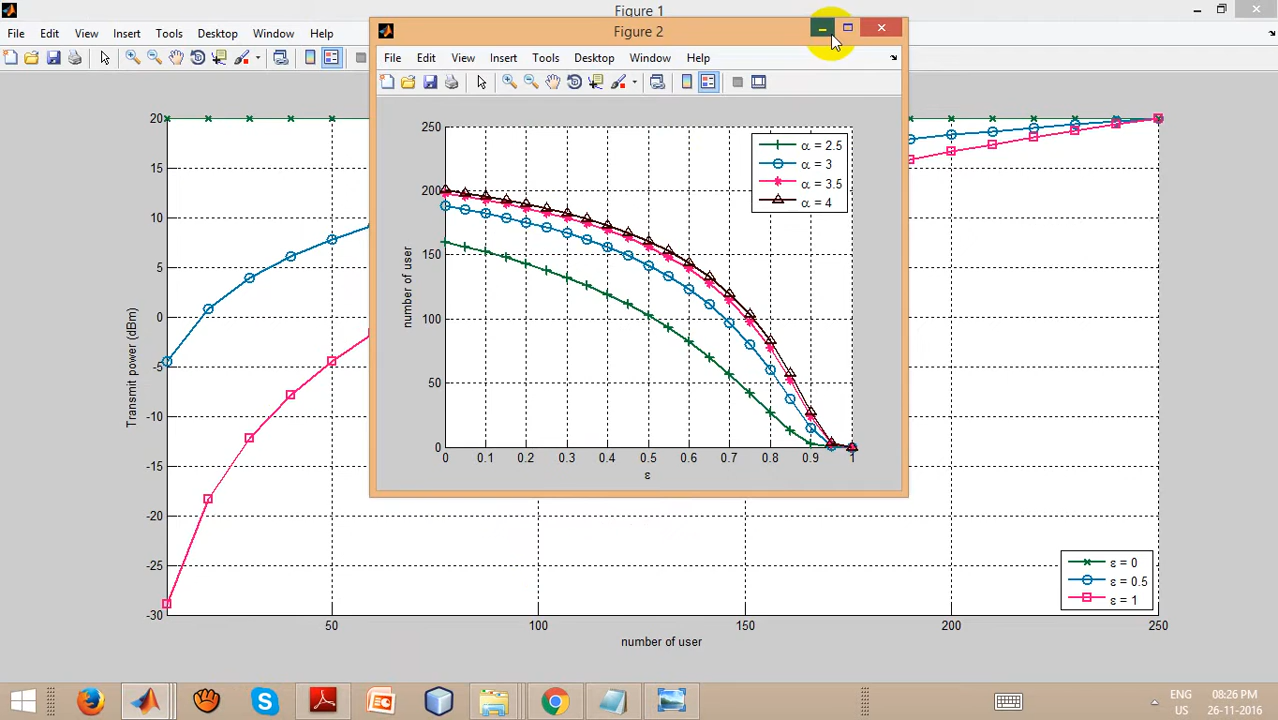 Figure 1
File Edit View Insert Tools Desktop Window Help
Figure 2
File Edit View Insert Tools Desktop Window Help
250
200
150
100
50
0
number of user
0 0.1 0.2 0.3 0.4 0.5 0.6 0.7 0.8 0.9 1
ε
α = 2.5
α = 3
α = 3.5
α = 4
20
15
10
5
0
-5
-10
-15
-20
-25
-30
Transmit power (dBm)
50 100 150 200 250
number of user
ε = 0
ε = 0.5
ε = 1
ENG 08:26 PM
US 26-11-2016